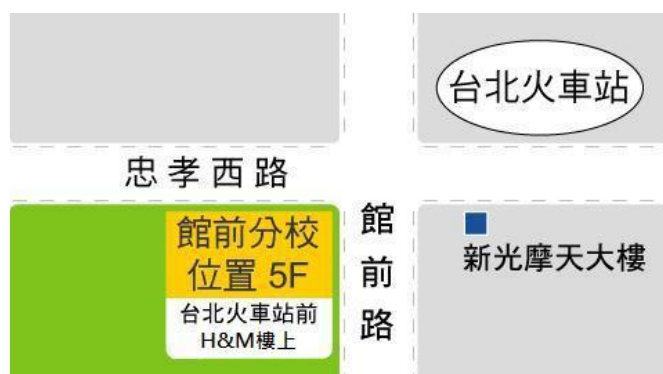 台北火車站
忠孝西路
館前路
館前分校
位置 5F
台北火車站前
H&M樓上
新光摩天大樓